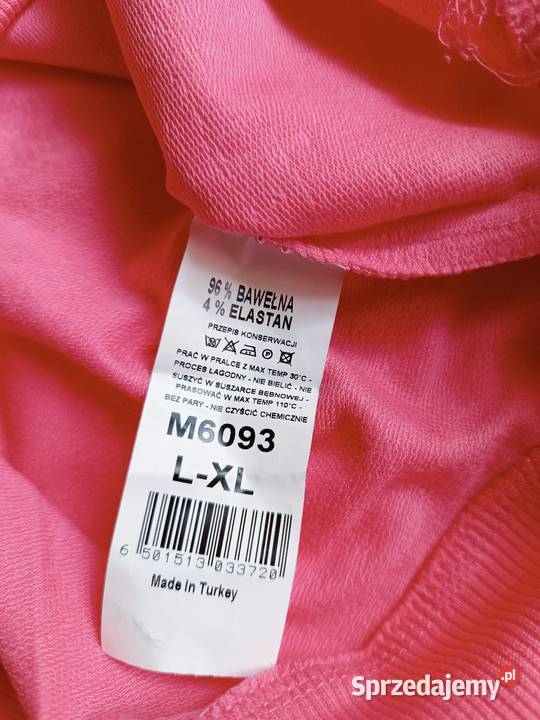 96 % BAWEŁNA
4 % ELASTAN
PRZEPIS KONSERWACJI
PRAĆ W PRALCE Z MAX TEMP 30°C -
PROCES ŁAGODNY - NIE BIELIĆ - NIE
SUSZYĆ W SUSZARCE BĘBNOWEJ -
PRASOWAĆ W MAX TEMP 110°C -
BEZ PARY - NIE CZYŚCIĆ CHEMICZNIE
M6093
L-XL
6 501513 033720
Made in Turkey
Sprzedajemy.pl